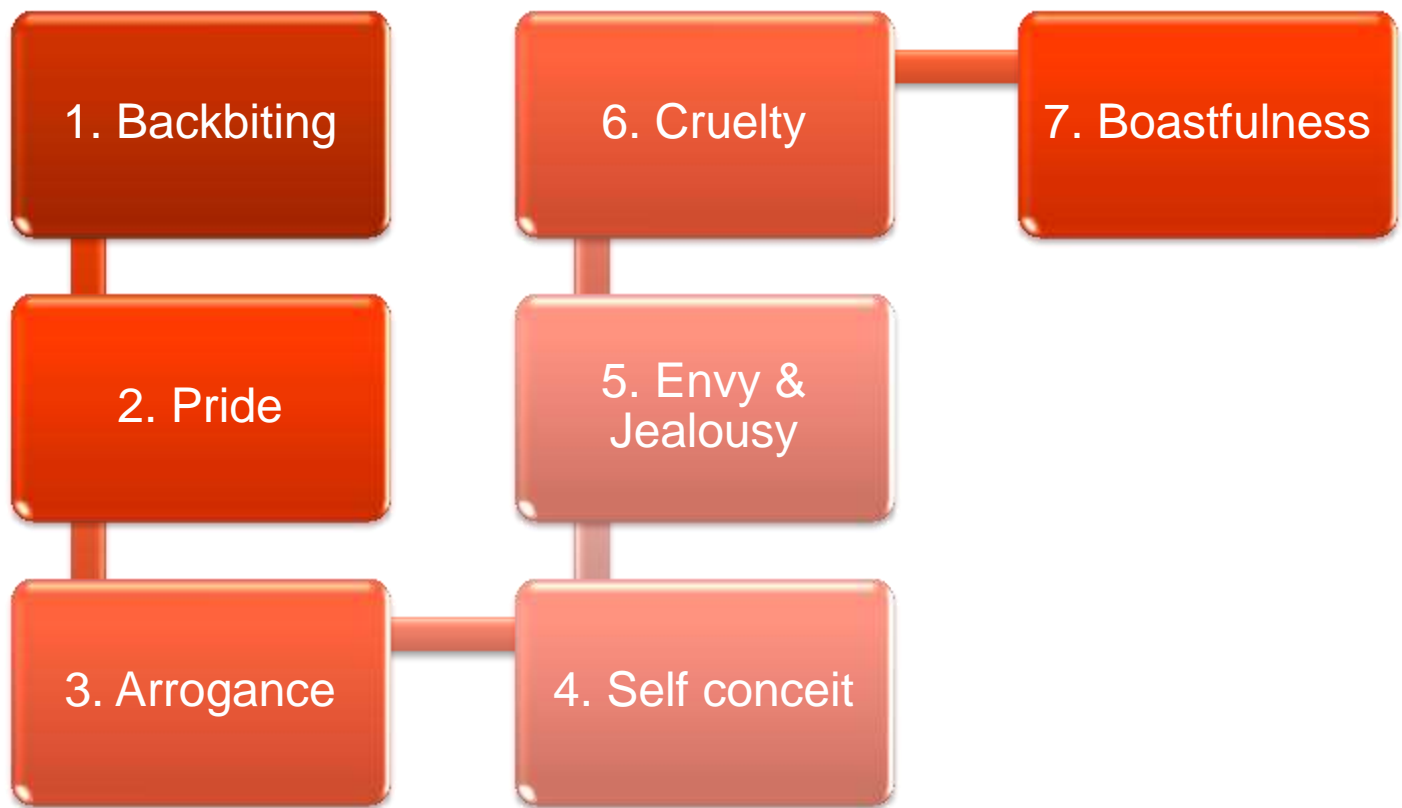 1. Backbiting
2. Pride
3. Arrogance
4. Self conceit
5. Envy &
Jealousy
6. Cruelty
7. Boastfulness